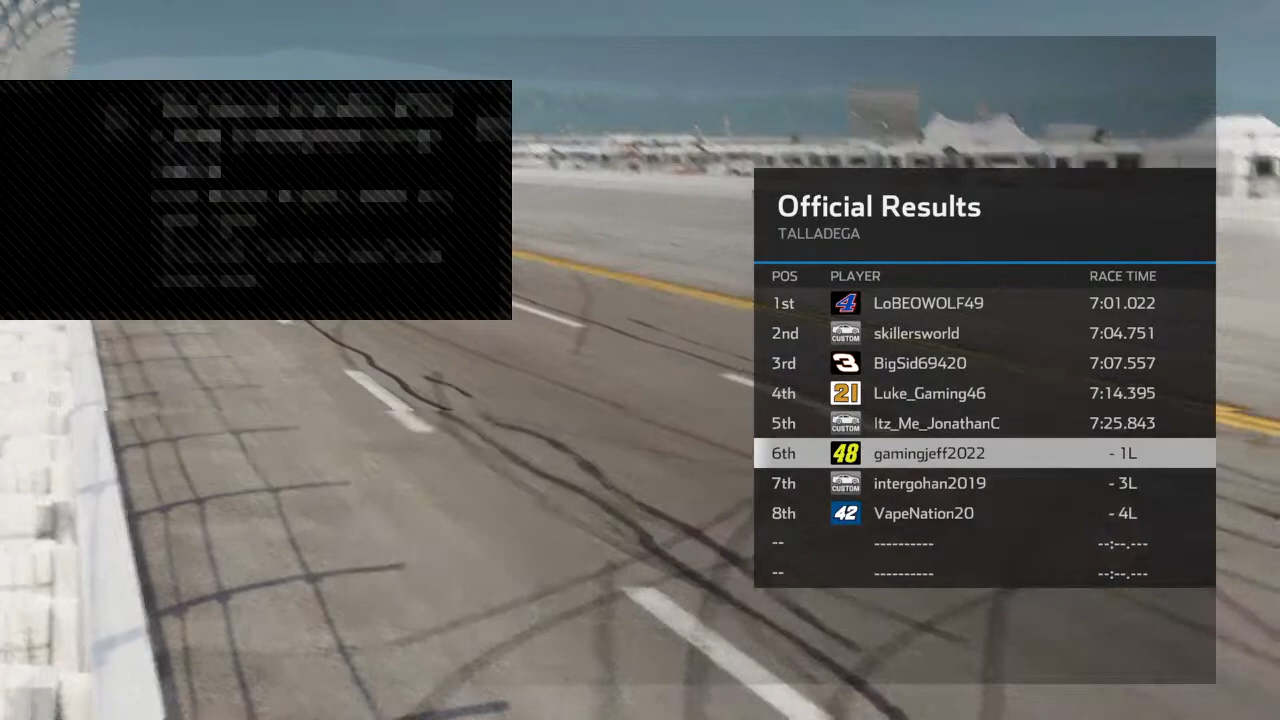 Official Results
TALLADEGA
POS PLAYER RACE TIME
1st 4 LoBEOWOLF49 7:01.022
2nd CUSTOM skillersworld 7:04.751
3rd 3 BigSid69420 7:07.557
4th 21 Luke_Gaming46 7:14.395
5th CUSTOM Itz_Me_JonathanC 7:25.843
6th 48 gamingjeff2022 - 1L
7th CUSTOM intergohan2019 - 3L
8th 42 VapeNation20 - 4L
-- ---------- --:--.---
-- ---------- --:--.---